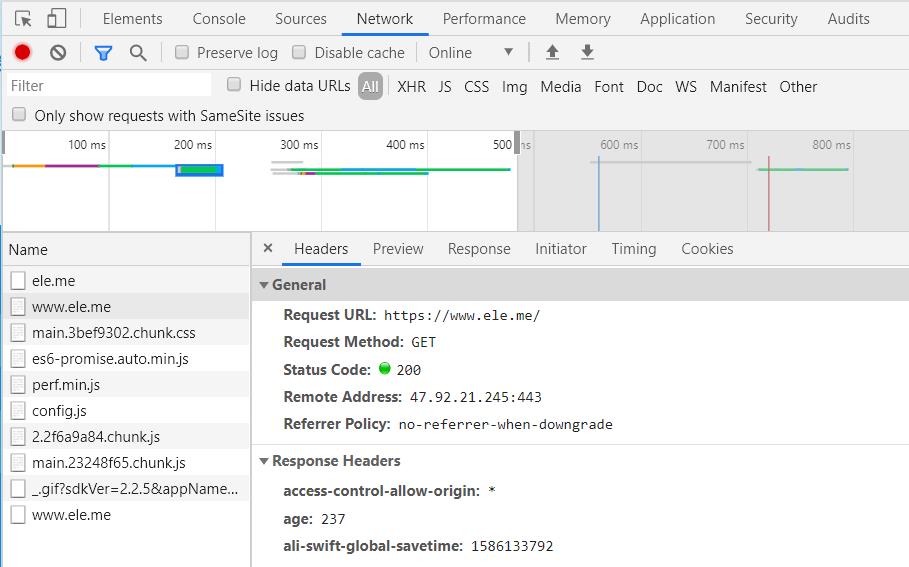 Elements Console Sources Network Performance Memory Application Security Audits
Preserve log Disable cache Online
Filter Hide data URLs All XHR JS CSS Img Media Font Doc WS Manifest Other
Only show requests with SameSite issues
100 ms 200 ms 300 ms 400 ms 500 ns 600 ms 700 ms 800 ms
Name
ele.me
www.ele.me
main.3bef9302.chunk.css
es6-promise.auto.min.js
perf.min.js
config.js
2.2f6a9a84.chunk.js
main.23248f65.chunk.js
_.gif?sdkVer=2.2.5&appName...
www.ele.me
× Headers Preview Response Initiator Timing Cookies
General
Request URL: https://www.ele.me/
Request Method: GET
Status Code: 200
Remote Address: 47.92.21.245:443
Referrer Policy: no-referrer-when-downgrade
Response Headers
access-control-allow-origin: *
age: 237
ali-swift-global-savetime: 1586133792